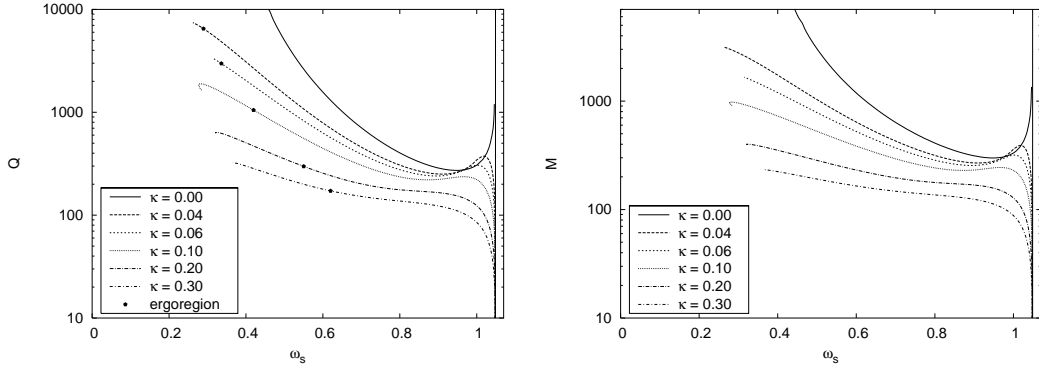 10000
1000
100
10
Q
κ = 0.00
κ = 0.04
κ = 0.06
κ = 0.10
κ = 0.20
κ = 0.30
ergoregion
0 0.2 0.4 0.6 0.8 1
ωs
1000
100
10
M
κ = 0.00
κ = 0.04
κ = 0.06
κ = 0.10
κ = 0.20
κ = 0.30
0 0.2 0.4 0.6 0.8 1
ωs